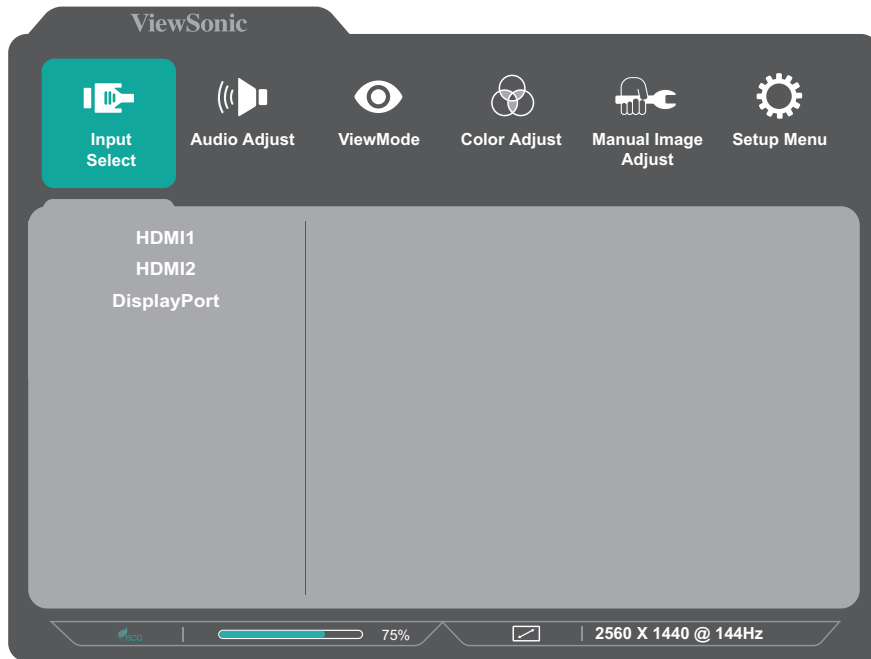 ViewSonic
Input
Select
Audio Adjust
ViewMode
Color Adjust
Manual Image
Adjust
Setup Menu
HDMI1
HDMI2
DisplayPort
eco
75%
2560 X 1440 @ 144Hz